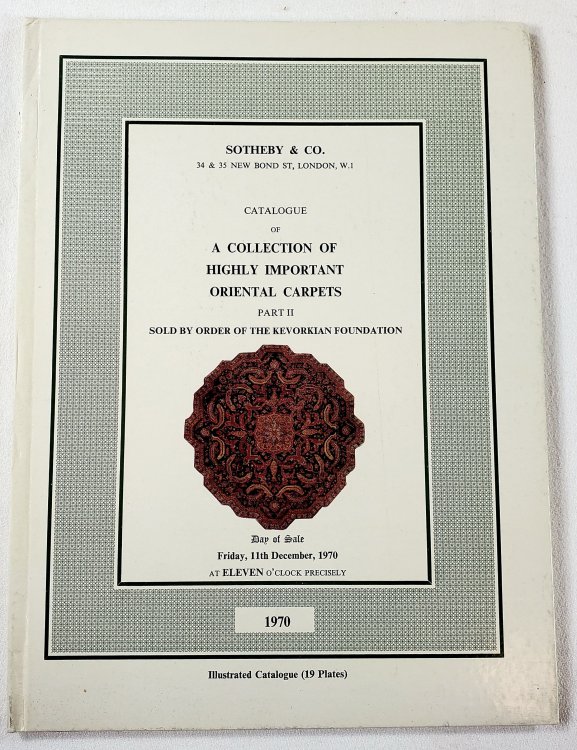 SOTHEBY & CO.
34 & 35 NEW BOND ST, LONDON, W.1
CATALOGUE
OF
A COLLECTION OF
HIGHLY IMPORTANT
ORIENTAL CARPETS
PART II
SOLD BY ORDER OF THE KEVORKIAN FOUNDATION
Day of Sale
Friday, 11th December, 1970
AT ELEVEN O'CLOCK PRECISELY
1970
Illustrated Catalogue (19 Plates)